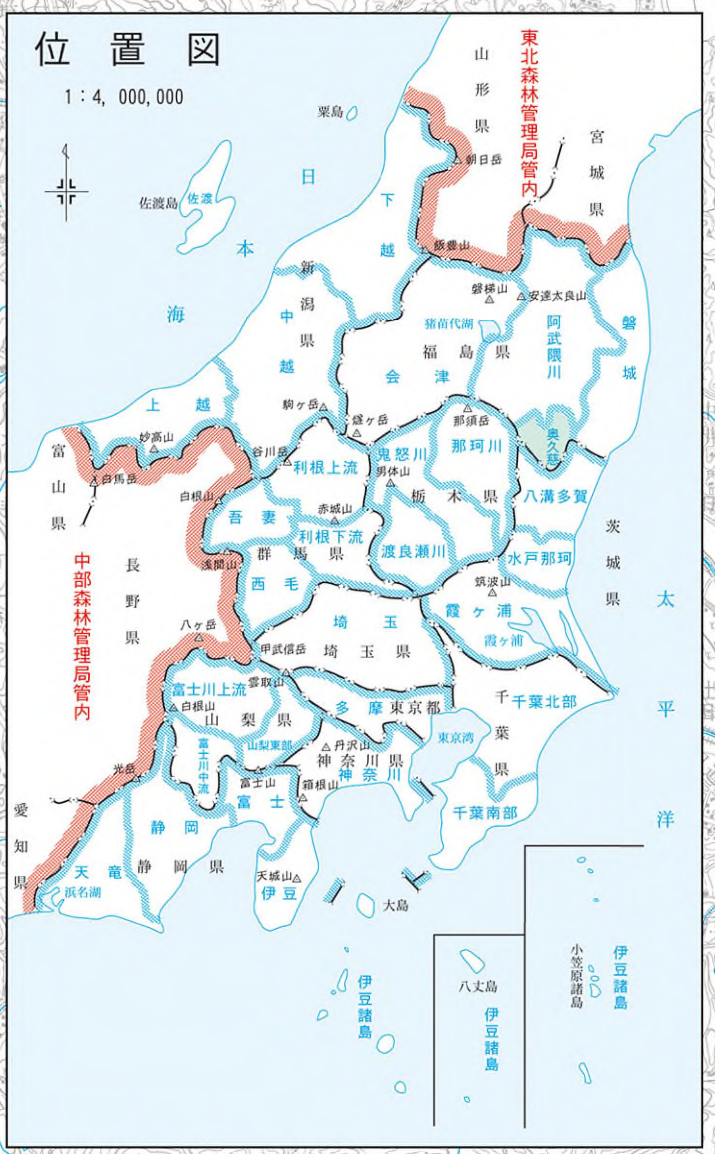 位置図
1:4,000,000
東北森林管理局管内
山形県
宮城県
粟島
朝日岳
日本海
佐渡島
佐渡
下越
飯豊山
新潟県
磐梯山
安達太良山
中越
猪苗代湖
福島県
阿武隈川
磐城
会津
上越
駒ヶ岳
燧ヶ岳
那須岳
奥久慈
妙高山
谷川岳
利根上流
鬼怒川
那珂川
富山県
白馬岳
白根山
男体山
栃木県
八溝多賀
吾妻
赤城山
利根下流
渡良瀬川
茨城県
水戸那珂
浅間山
群馬県
筑波山
中部森林管理局管内
長野県
西毛
埼玉
霞ヶ浦
太平洋
八ヶ岳
甲武信岳
埼玉県
霞ヶ浦
富士川上流
雲取山
千葉県
千葉北部
白根山
山梨県
多摩
東京都
富士川中流
山梨東部
丹沢山
神奈川県
神奈川
東京湾
光岳
富士山
箱根山
富士
千葉南部
愛知県
静岡
天竜
静岡県
天城山
伊豆
浜名湖
大島
伊豆諸島
八丈島
伊豆諸島
小笠原諸島
伊豆諸島